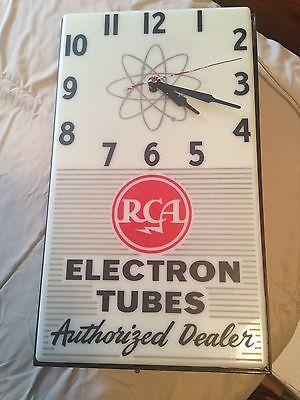 10 11 12 1 2
9 3
8 4
7 6 5
RCA
ELECTRON
TUBES
Authorized Dealer